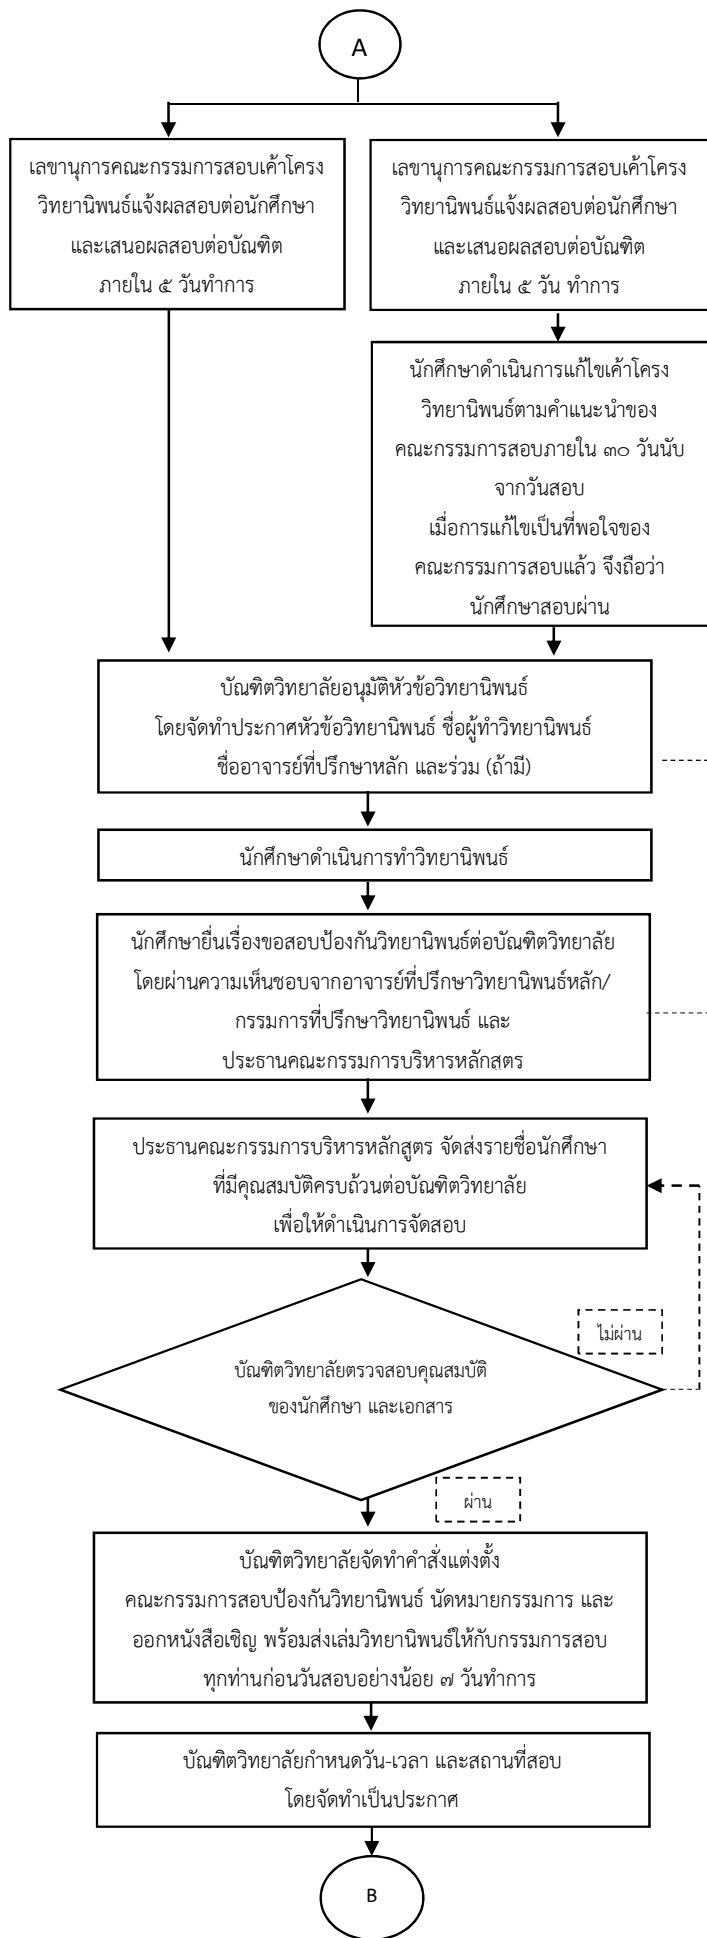 A
เลขานุการคณะกรรมการสอบเค้าโครง
วิทยานิพนธ์แจ้งผลสอบต่อนักศึกษา
และเสนอผลสอบต่อบัณฑิต
ภายใน ๕ วันทำการ
เลขานุการคณะกรรมการสอบเค้าโครง
วิทยานิพนธ์แจ้งผลสอบต่อนักศึกษา
และเสนอผลสอบต่อบัณฑิต
ภายใน ๕ วัน ทำการ
นักศึกษาดำเนินการแก้ไขเค้าโครง
วิทยานิพนธ์ตามคำแนะนำของ
คณะกรรมการสอบภายใน ๓๐ วันนับ
จากวันสอบ
เมื่อการแก้ไขเป็นที่พอใจของ
คณะกรรมการสอบแล้ว จึงถือว่า
นักศึกษาสอบผ่าน
บัณฑิตวิทยาลัยอนุมัติหัวข้อวิทยานิพนธ์
โดยจัดทำประกาศหัวข้อวิทยานิพนธ์ ชื่อผู้ทำวิทยานิพนธ์
ชื่ออาจารย์ที่ปรึกษาหลัก และร่วม (ถ้ามี)
นักศึกษาดำเนินการทำวิทยานิพนธ์
นักศึกษายื่นเรื่องขอสอบป้องกันวิทยานิพนธ์ต่อบัณฑิตวิทยาลัย
โดยผ่านความเห็นชอบจากอาจารย์ที่ปรึกษาวิทยานิพนธ์หลัก/
กรรมการที่ปรึกษาวิทยานิพนธ์ และ
ประธานคณะกรรมการบริหารหลักสูตร
ประธานคณะกรรมการบริหารหลักสูตร จัดส่งรายชื่อนักศึกษา
ที่มีคุณสมบัติครบถ้วนต่อบัณฑิตวิทยาลัย
เพื่อให้ดำเนินการจัดสอบ
ไม่ผ่าน
บัณฑิตวิทยาลัยตรวจสอบคุณสมบัติ
ของนักศึกษา และเอกสาร
ผ่าน
บัณฑิตวิทยาลัยจัดทำคำสั่งแต่งตั้ง
คณะกรรมการสอบป้องกันวิทยานิพนธ์ นัดหมายกรรมการ และ
ออกหนังสือเชิญ พร้อมส่งเล่มวิทยานิพนธ์ให้กับกรรมการสอบ
ทุกท่านก่อนวันสอบอย่างน้อย ๗ วันทำการ
บัณฑิตวิทยาลัยกำหนดวัน-เวลา และสถานที่สอบ
โดยจัดทำเป็นประกาศ
B